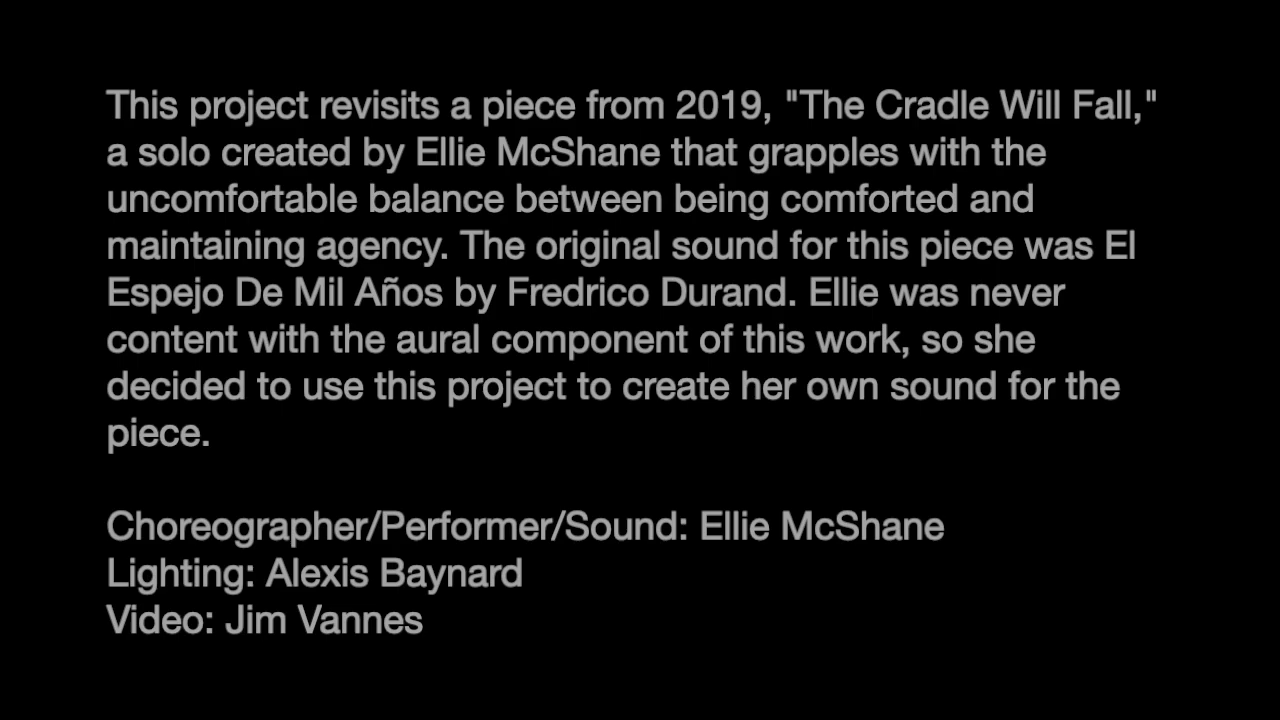 This project revisits a piece from 2019, "The Cradle Will Fall,"
a solo created by Ellie McShane that grapples with the
uncomfortable balance between being comforted and
maintaining agency. The original sound for this piece was El
Espejo De Mil Años by Fredrico Durand. Ellie was never
content with the aural component of this work, so she
decided to use this project to create her own sound for the
piece.
Choreographer/Performer/Sound: Ellie McShane
Lighting: Alexis Baynard
Video: Jim Vannes